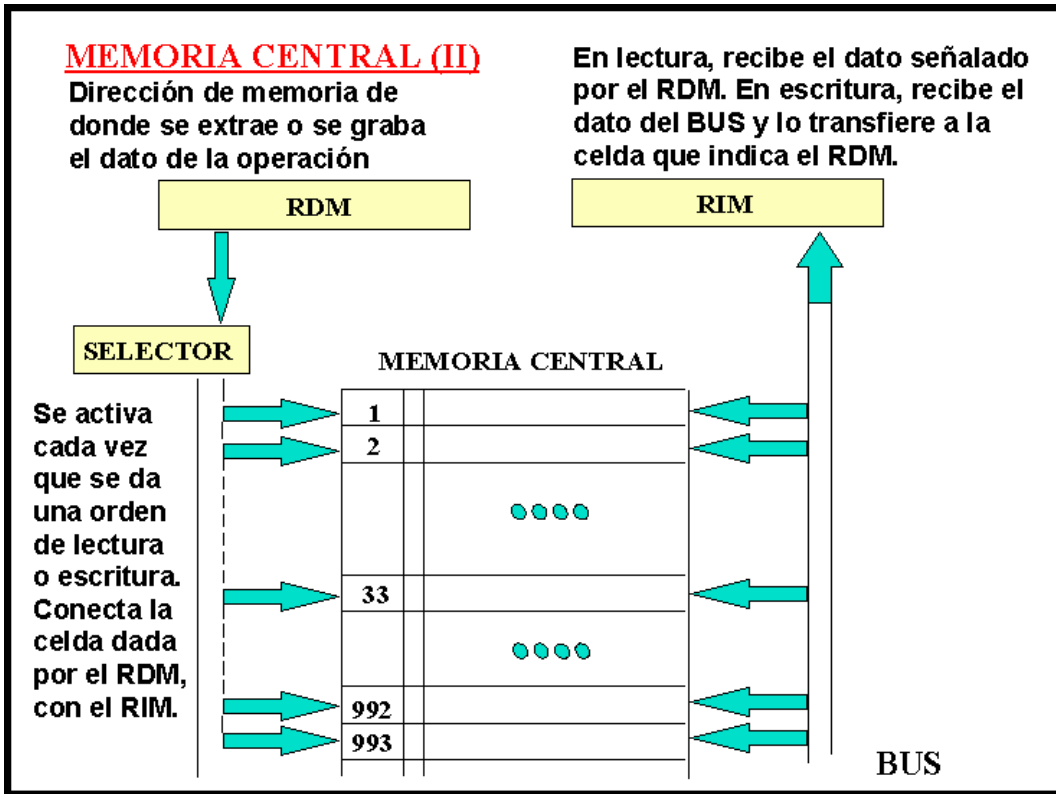 MEMORIA CENTRAL (II)
Dirección de memoria de
donde se extrae o se graba
el dato de la operación
En lectura, recibe el dato señalado
por el RDM. En escritura, recibe el
dato del BUS y lo transfiere a la
celda que indica el RDM.
RDM
RIM
SELECTOR
MEMORIA CENTRAL
Se activa
cada vez
que se da
una orden
de lectura
o escritura.
Conecta la
celda dada
por el RDM,
con el RIM.
1
2
33
992
993
BUS